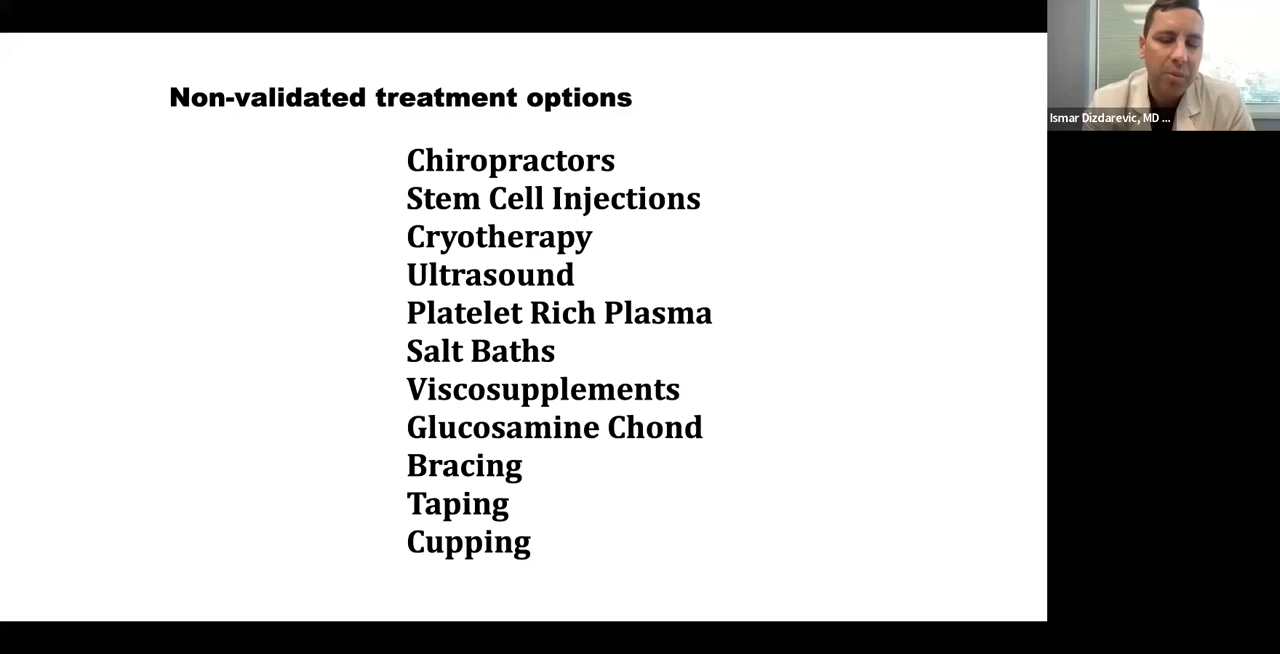 Non-validated treatment options
Chiropractors
Stem Cell Injections
Cryotherapy
Ultrasound
Platelet Rich Plasma
Salt Baths
Viscosupplements
Glucosamine Chond
Bracing
Taping
Cupping
Ismar Dizdarevic, MD ...